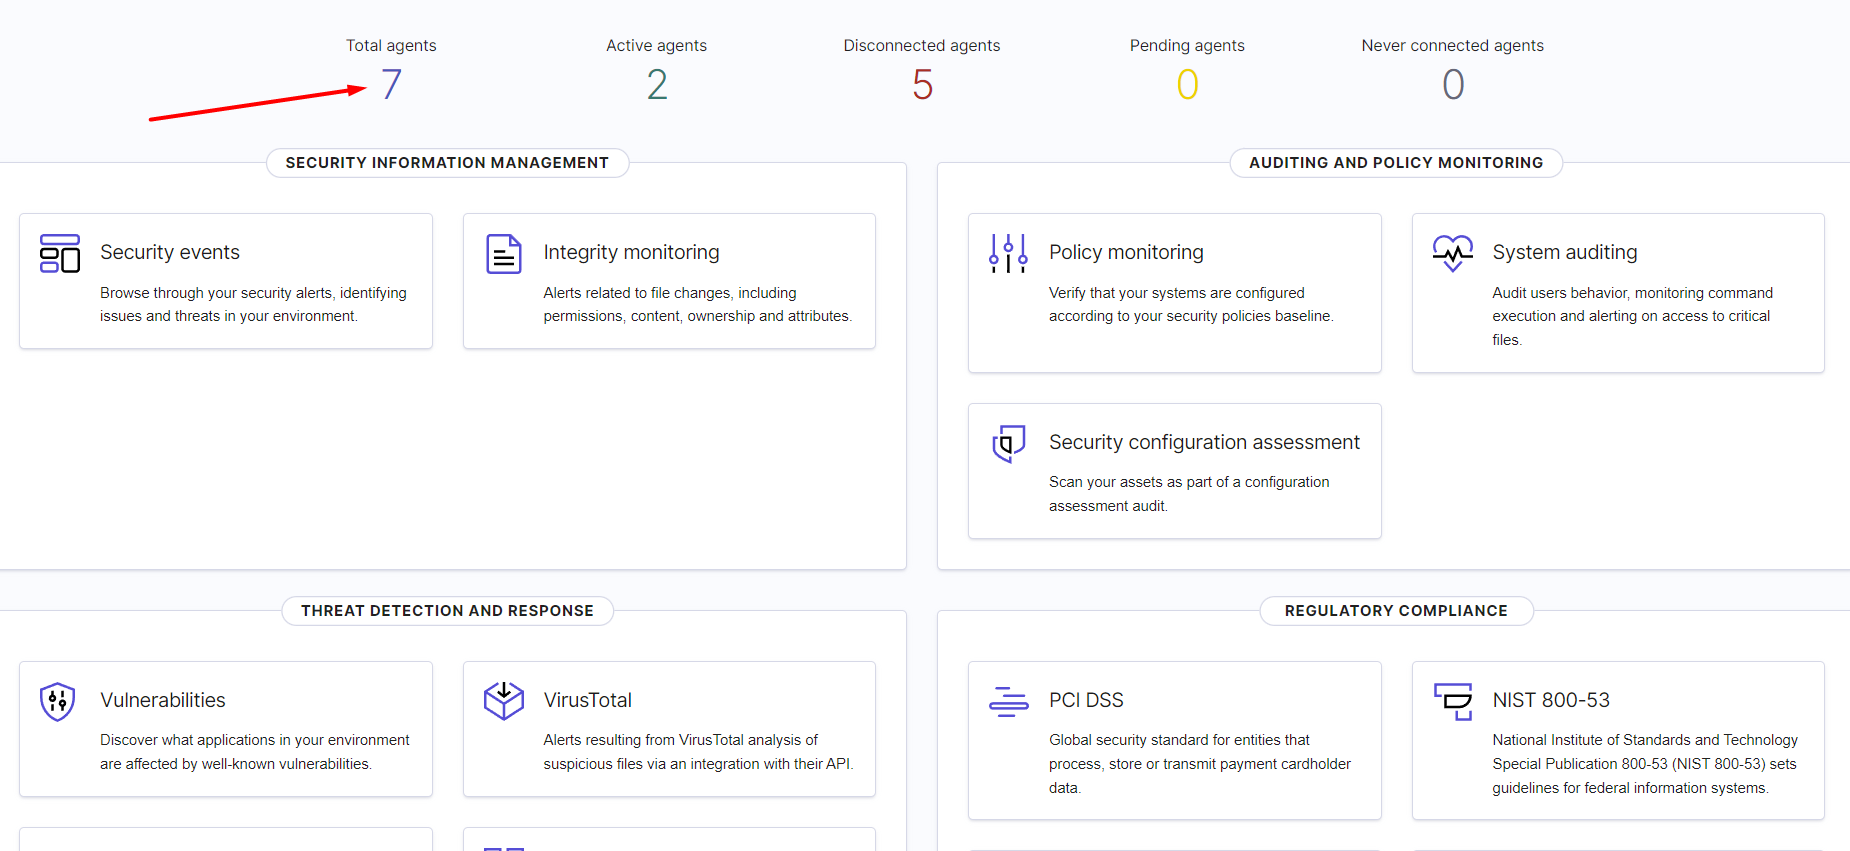 Total agents
7
Active agents
2
Disconnected agents
5
Pending agents
0
Never connected agents
0
SECURITY INFORMATION MANAGEMENT
Security events
Browse through your security alerts, identifying
issues and threats in your environment.
Integrity monitoring
Alerts related to file changes, including
permissions, content, ownership and attributes.
AUDITING AND POLICY MONITORING
Policy monitoring
Verify that your systems are configured
according to your security policies baseline.
System auditing
Audit users behavior, monitoring command
execution and alerting on access to critical
files.
Security configuration assessment
Scan your assets as part of a configuration
assessment audit.
THREAT DETECTION AND RESPONSE
Vulnerabilities
Discover what applications in your environment
are affected by well-known vulnerabilities.
VirusTotal
Alerts resulting from VirusTotal analysis of
suspicious files via an integration with their API.
REGULATORY COMPLIANCE
PCI DSS
Global security standard for entities that
process, store or transmit payment cardholder
data.
NIST 800-53
National Institute of Standards and Technology
Special Publication 800-53 (NIST 800-53) sets
guidelines for federal information systems.